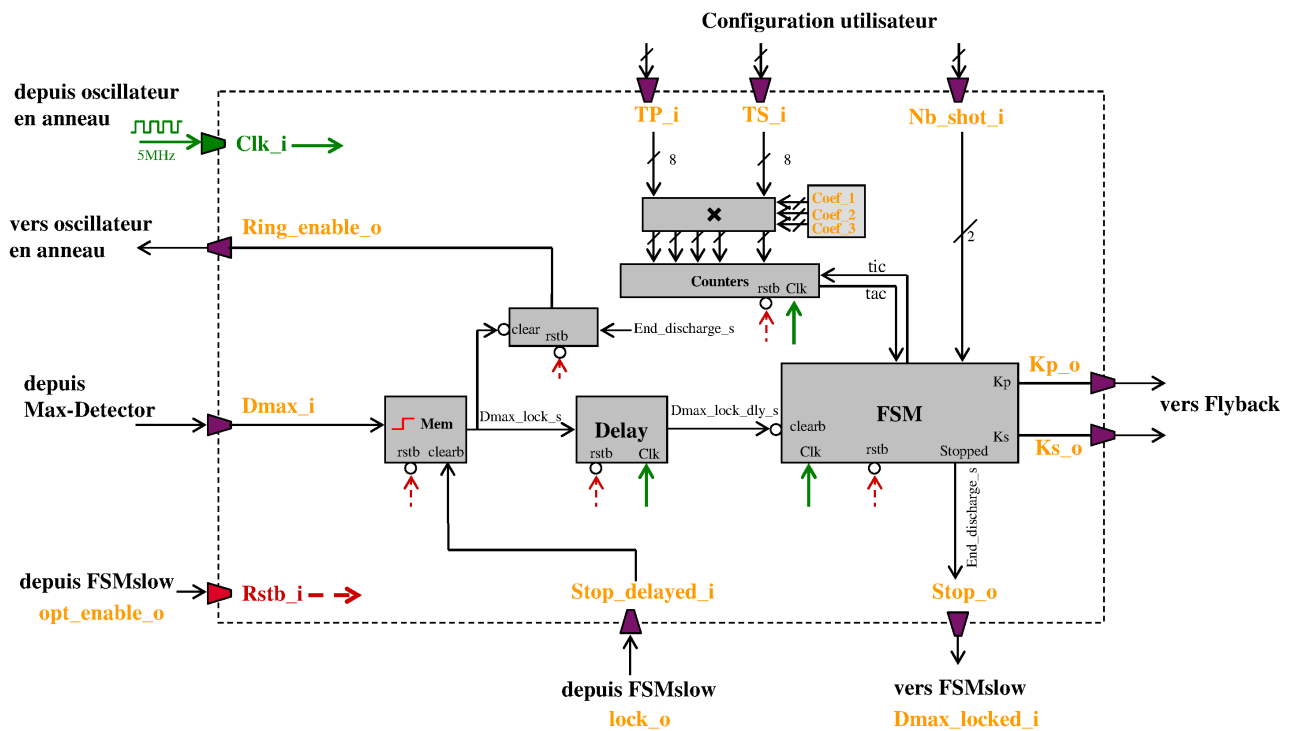 Configuration utilisateur
depuis oscillateur
en anneau
5MHz
Clk_i
TP_i
TS_i
Nb_shot_i
8
8
2
Coef_1
Coef_2
Coef_3
vers oscillateur
en anneau
Ring_enable_o
Counters
rstb
Clk
tic
tac
clear
rstb
End_discharge_s
depuis
Max-Detector
Dmax_i
Mem
rstb
clearb
Dmax_lock_s
Delay
rstb
Clk
Dmax_lock_dly_s
FSM
clearb
Clk
rstb
Kp
Ks
Stopped
Kp_o
Ks_o
vers Flyback
End_discharge_s
depuis FSMslow
opt_enable_o
Rstb_i
Stop_delayed_i
Stop_o
depuis FSMslow
lock_o
vers FSMslow
Dmax_locked_i